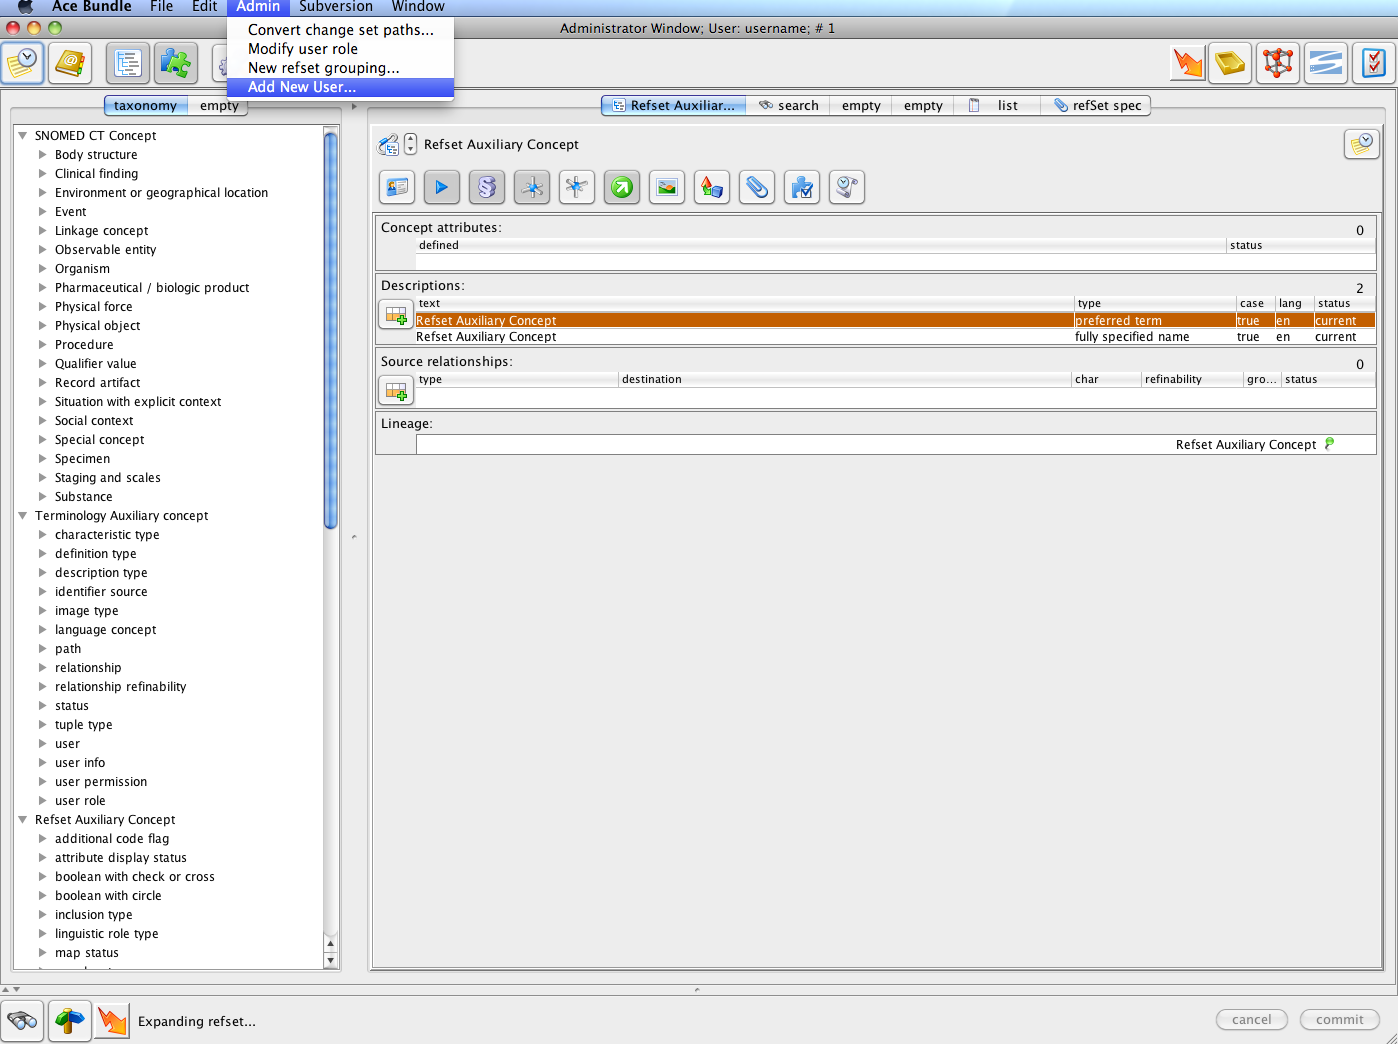 Ace Bundle File Edit Admin Subversion Window
Administrator Window; User: username; # 1
Convert change set paths...
Modify user role
New refset grouping...
Add New User...
taxonomy empty
Refset Auxiliar... search empty empty list refSet spec
SNOMED CT Concept
Body structure
Clinical finding
Environment or geographical location
Event
Linkage concept
Observable entity
Organism
Pharmaceutical / biologic product
Physical force
Physical object
Procedure
Qualifier value
Record artifact
Situation with explicit context
Social context
Special concept
Specimen
Staging and scales
Substance
Terminology Auxiliary concept
characteristic type
definition type
description type
identifier source
image type
language concept
path
relationship
relationship refinability
status
tuple type
user
user info
user permission
user role
Refset Auxiliary Concept
additional code flag
attribute display status
boolean with check or cross
boolean with circle
inclusion type
linguistic role type
map status
Refset Auxiliary Concept
Concept attributes: 0
defined status
Descriptions: 2
text type case lang status
Refset Auxiliary Concept preferred term true en current
Refset Auxiliary Concept fully specified name true en current
Source relationships: 0
type destination char refinability gro... status
Lineage:
Refset Auxiliary Concept
Expanding refset...
cancel commit